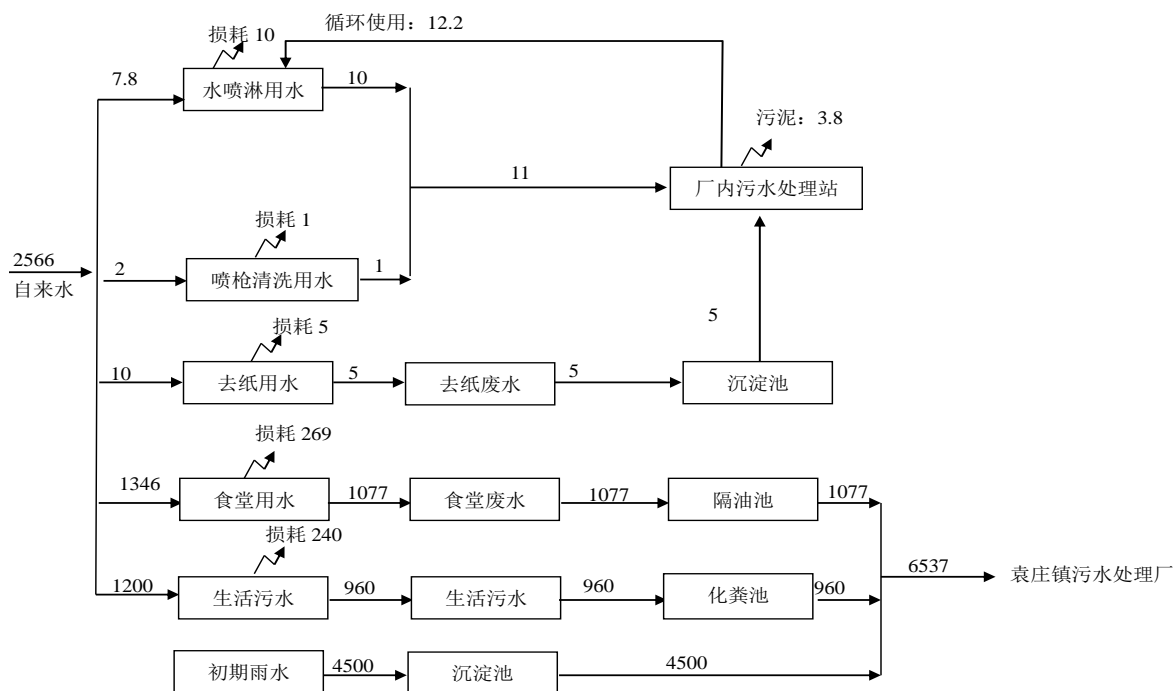 循环使用：12.2
损耗 10
7.8
水喷淋用水
10
污泥：3.8
11
厂内污水处理站
损耗 1
2566
自来水
2
喷枪清洗用水
1
损耗 5
5
10
去纸用水
5
去纸废水
5
沉淀池
损耗 269
1346
食堂用水
1077
食堂废水
1077
隔油池
1077
损耗 240
6537
袁庄镇污水处理厂
1200
生活污水
960
生活污水
960
化粪池
960
初期雨水
4500
沉淀池
4500